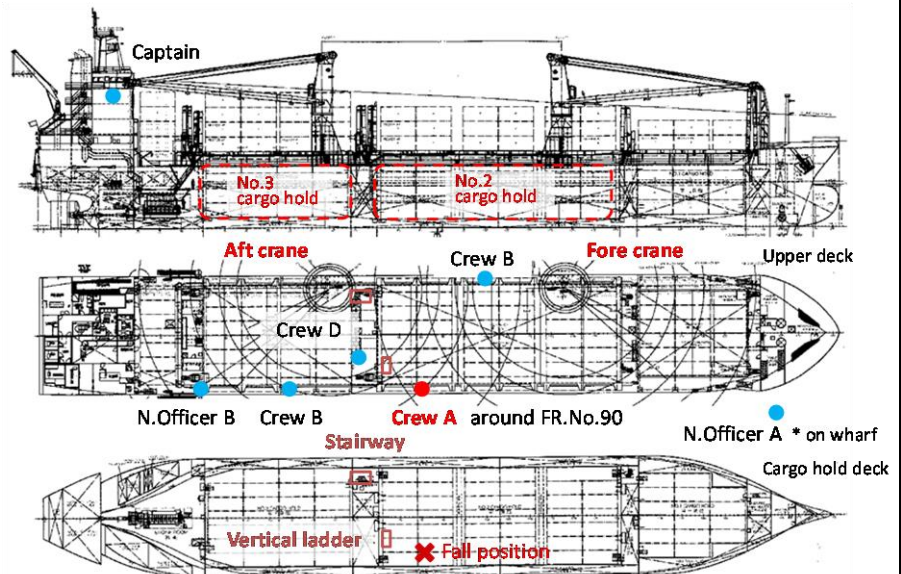 Captain
No.3
cargo hold
No.2
cargo hold
Aft crane
Fore crane
Upper deck
Crew B
Crew D
N.Officer B
Crew B
Crew A around FR.No.90
N.Officer A * on wharf
Stairway
Cargo hold deck
Vertical ladder
Fall position